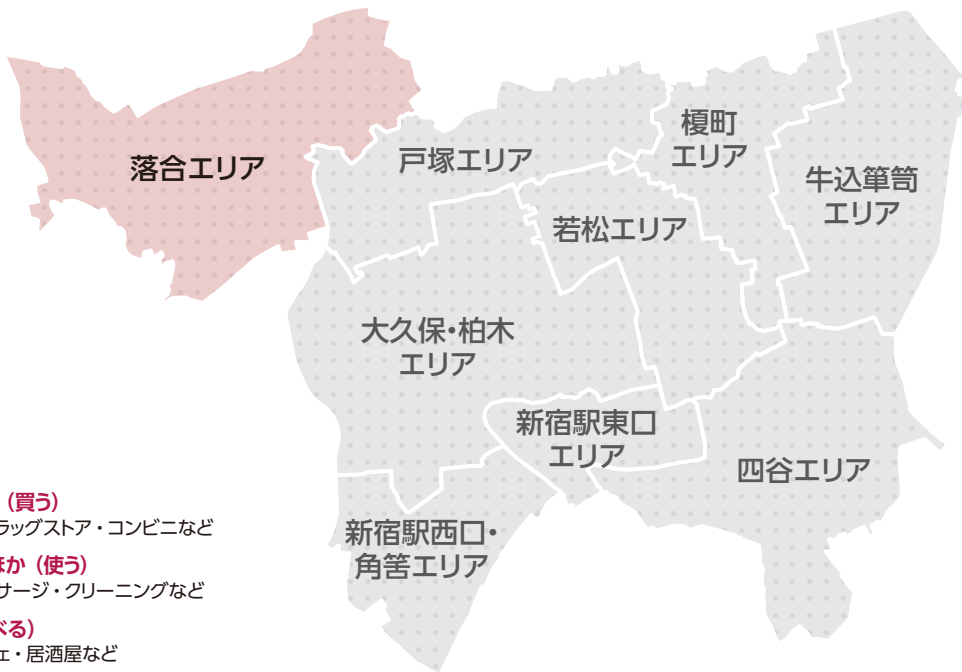 落合エリア
戸塚エリア
榎町
エリア
牛込箪笥
エリア
若松エリア
大久保・柏木
エリア
新宿駅東口
エリア
四谷エリア
新宿駅西口・
角筈エリア
（買う）
ラッグストア・コンビニなど
ほか（使う）
サージ・クリーニングなど
べる）
ェ・居酒屋など